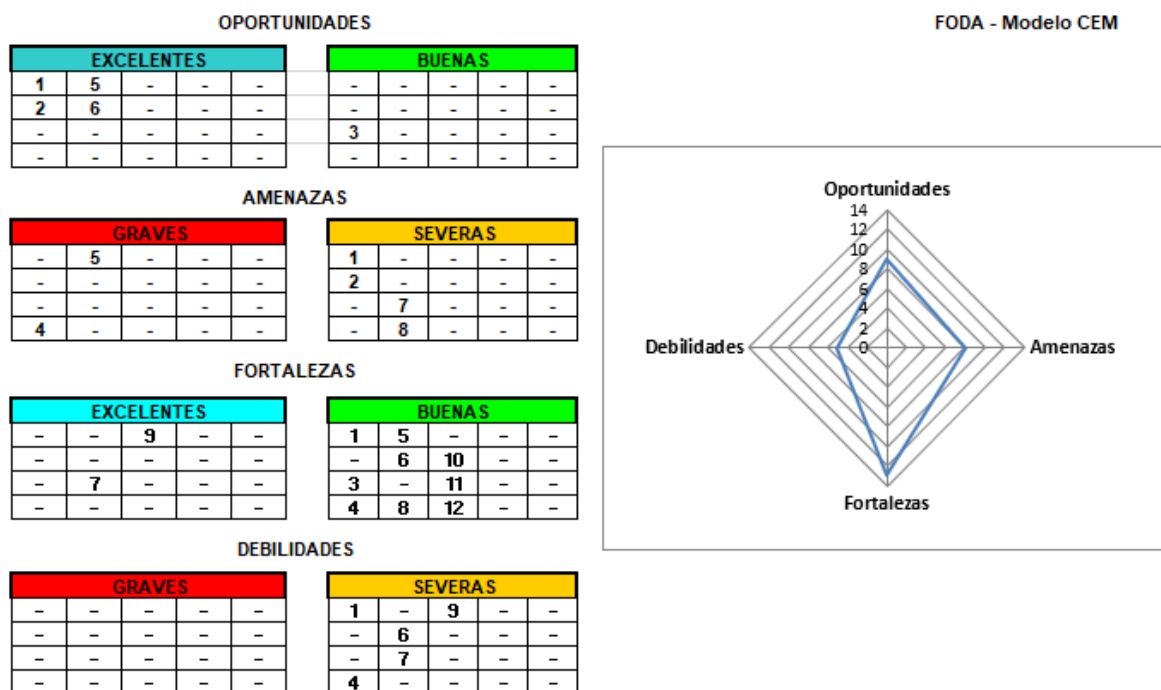 OPORTUNIDADES
FODA - Modelo CEM
EXCELENTES BUENAS
1 5 - - - - - - - -
2 6 - - - - - - - -
- - - - - 3 - - - -
- - - - - - - - - -
AMENAZAS
GRAVES SEVERAS
- 5 - - - 1 - - - -
- - - - - 2 - - - -
- - - - - - 7 - - -
4 - - - - - 8 - - -
FORTALEZAS
EXCELENTES BUENAS
- - 9 - - 1 5 - - -
- - - - - - 6 10 - -
- 7 - - - 3 - 11 - -
- - - - - 4 8 12 - -
DEBILIDADES
GRAVES SEVERAS
- - - - - 1 - 9 - -
- - - - - - 6 - - -
- - - - - - 7 - - -
- - - - - 4 - - - -
Oportunidades
14
12
10
8
6
4
2
0
Debilidades
Amenazas
Fortalezas